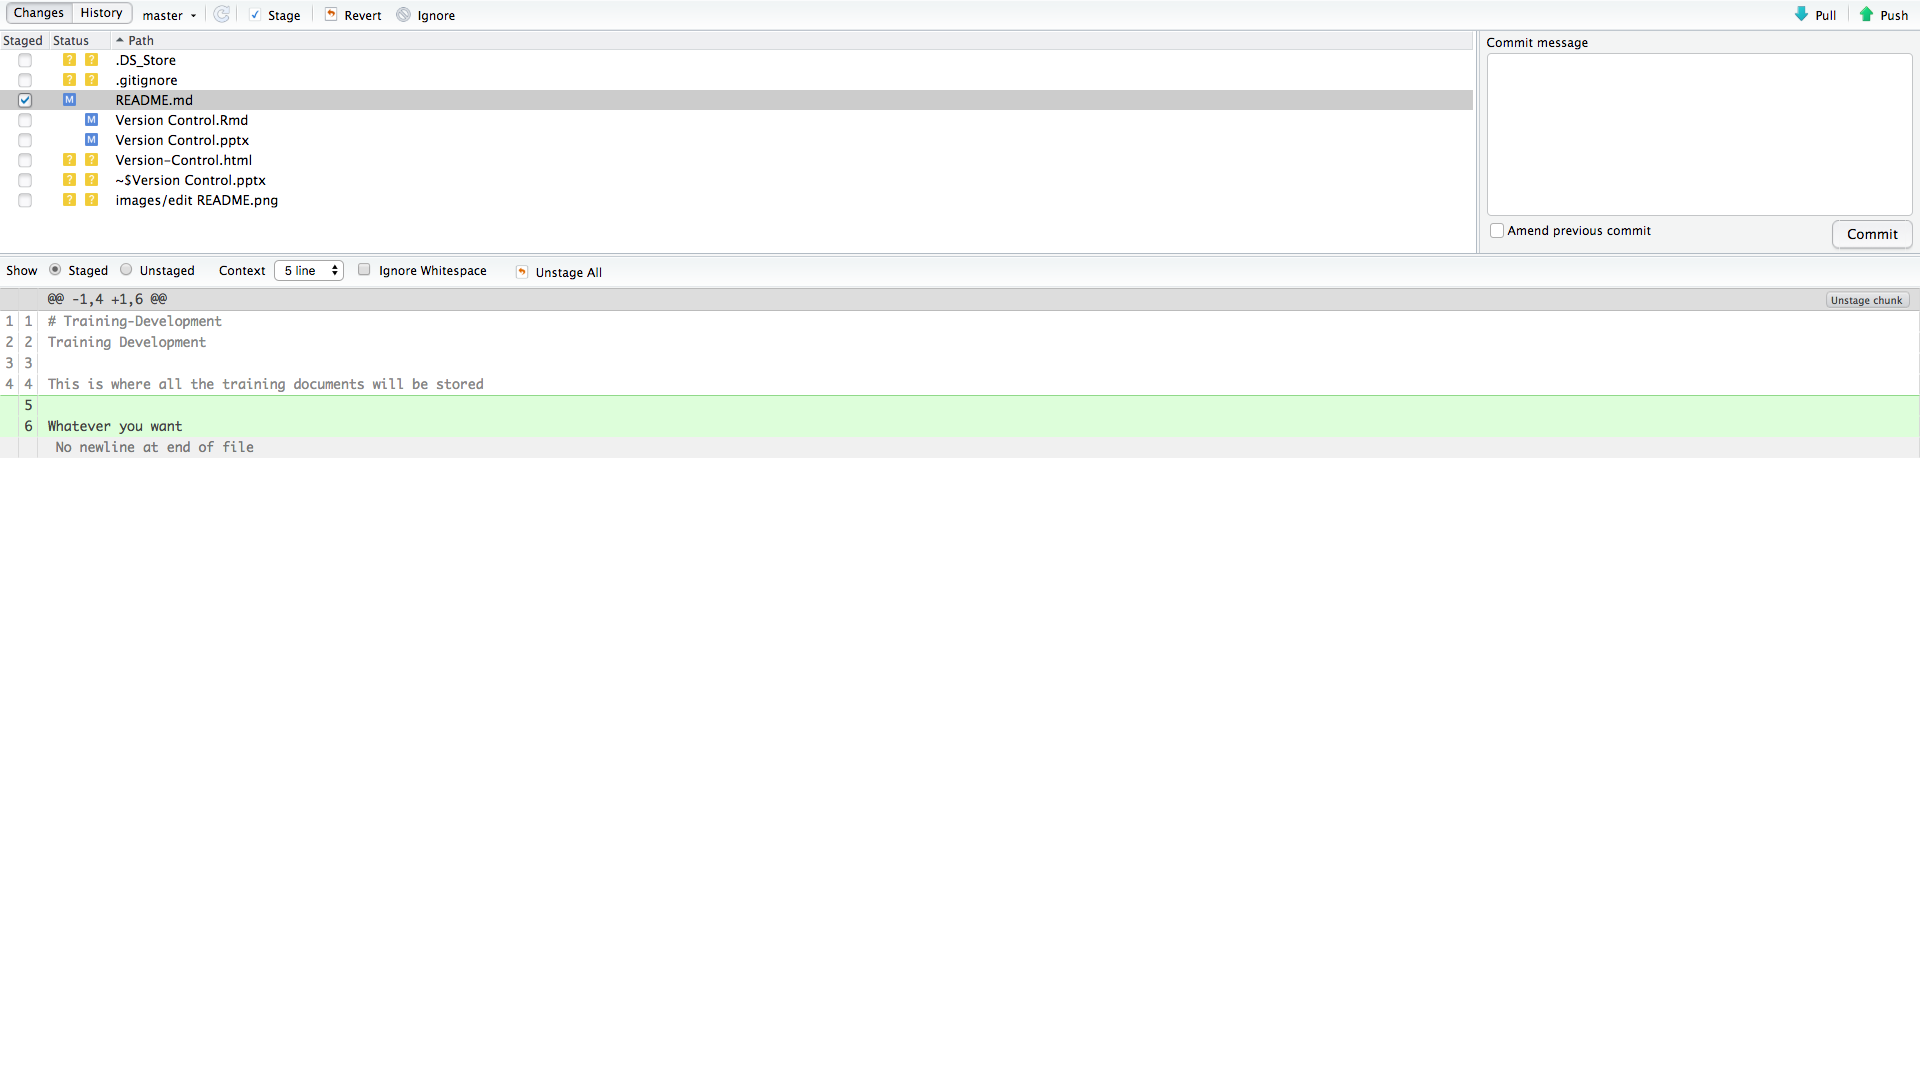 Changes History master Stage Revert Ignore Pull Push
Staged Status Path
? ? .DS_Store
? ? .gitignore
M README.md
M Version Control.Rmd
M Version Control.pptx
? ? Version-Control.html
? ? ~$Version Control.pptx
? ? images/edit README.png
Commit message
Amend previous commit
Commit
Show Staged Unstaged Context 5 line Ignore Whitespace Unstage All
@@ -1,4 +1,6 @@ Unstage chunk
1 1 # Training-Development
2 2 Training Development
3 3
4 4 This is where all the training documents will be stored
5
6 Whatever you want
No newline at end of file